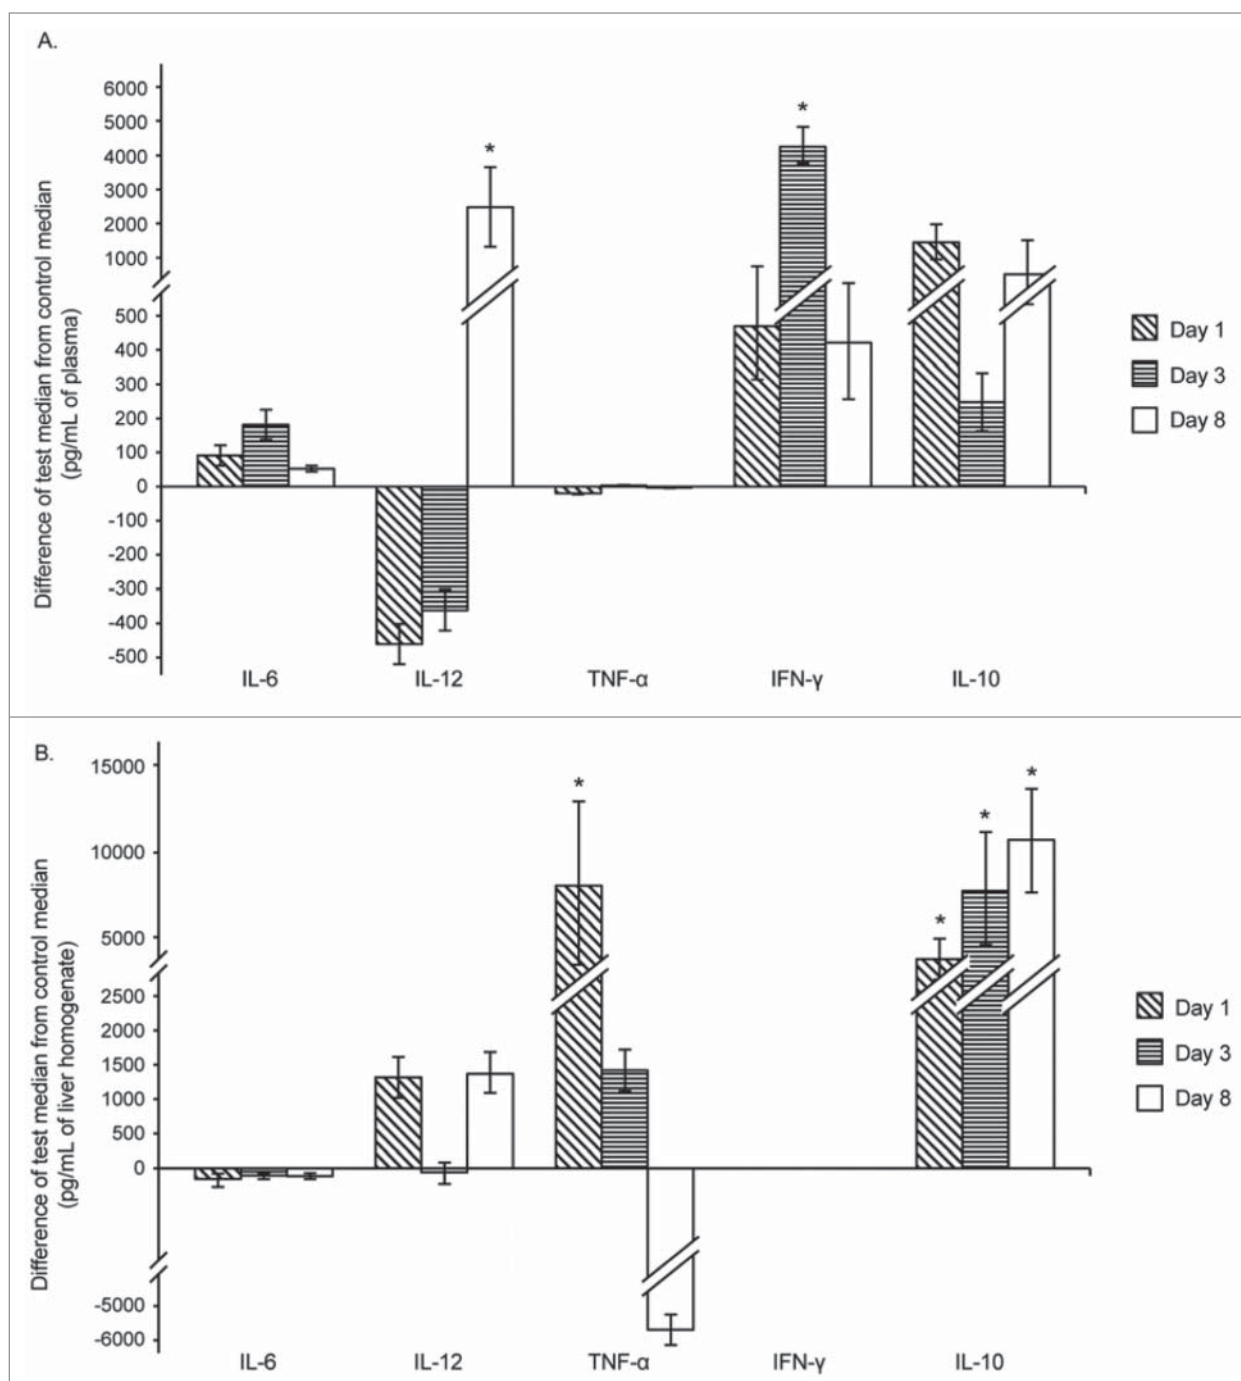 A.
Difference of test median from control median
(pg/mL of plasma)
6000
5000
4000
3000
2000
1000
500
400
300
200
100
0
-100
-200
-300
-400
-500
*
*
IL-6 IL-12 TNF-α IFN-γ IL-10
Day 1
Day 3
Day 8
B.
Difference of test median from control median
(pg/mL of liver homogenate)
15000
10000
5000
2500
2000
1500
1000
500
0
-5000
-6000
*
*
*
*
IL-6 IL-12 TNF-α IFN-γ IL-10
Day 1
Day 3
Day 8